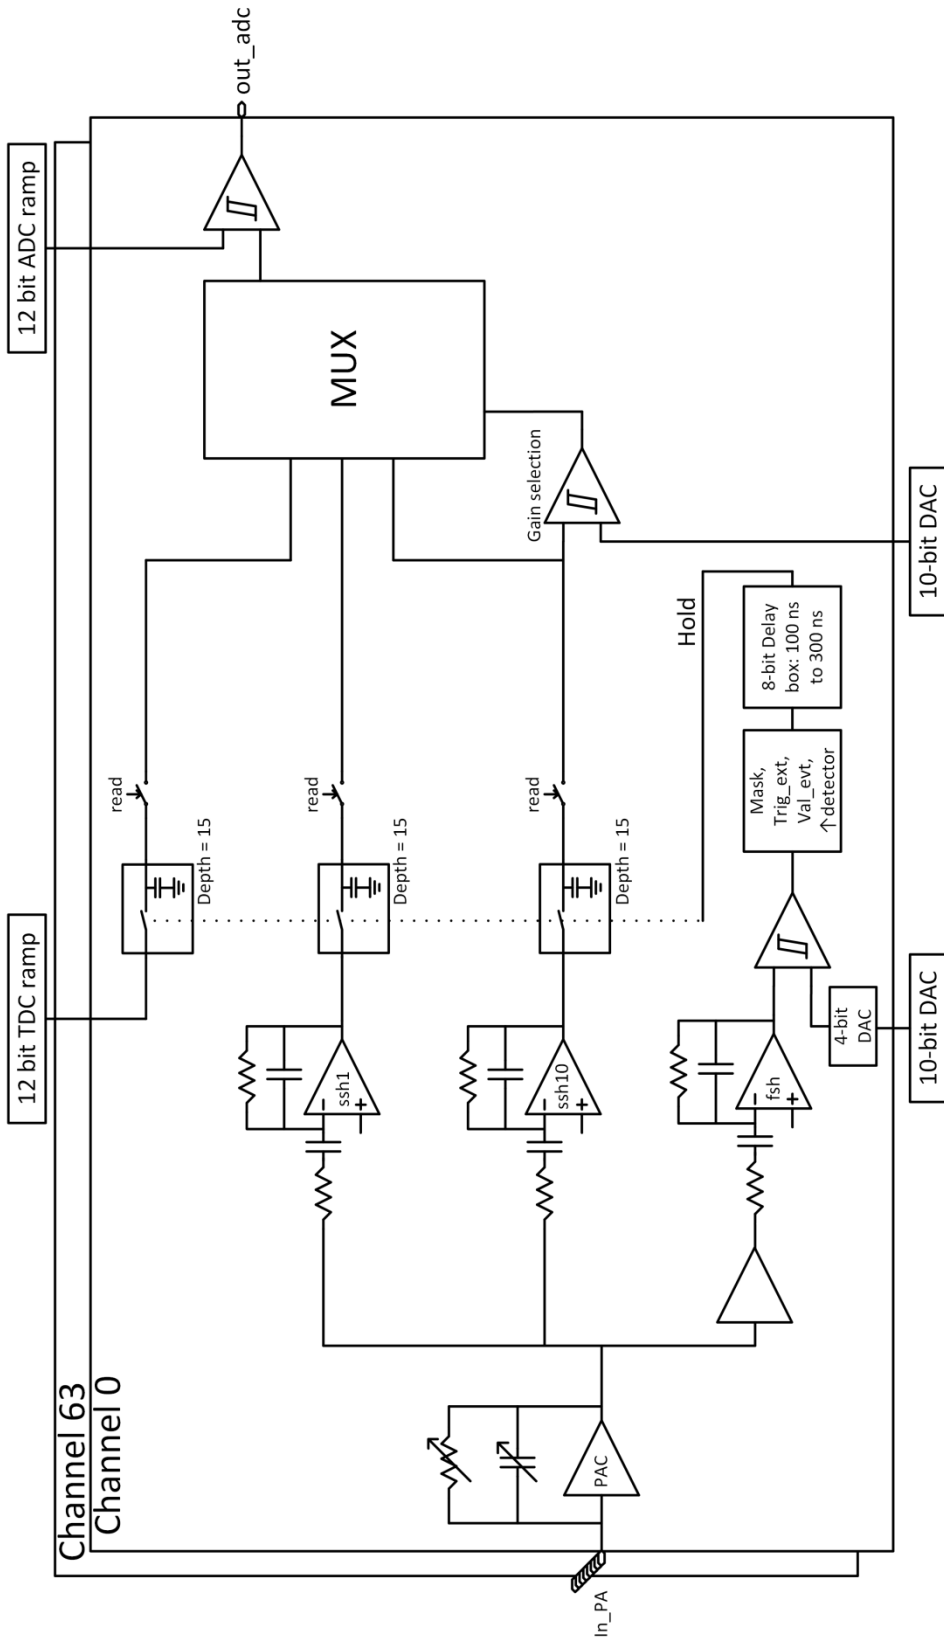 Channel 63
Channel 0
12 bit TDC ramp
12 bit ADC ramp
out_adc
read
Depth = 15
MUX
ssh1
-
+
read
Depth = 15
Gain selection
PAC
ssh10
-
+
read
Depth = 15
Hold
In_PA
fsh
-
+
4-bit
DAC
Mask,
Trig_ext,
Val_evt,
↑detector
8-bit Delay
box: 100 ns
to 300 ns
10-bit DAC
10-bit DAC